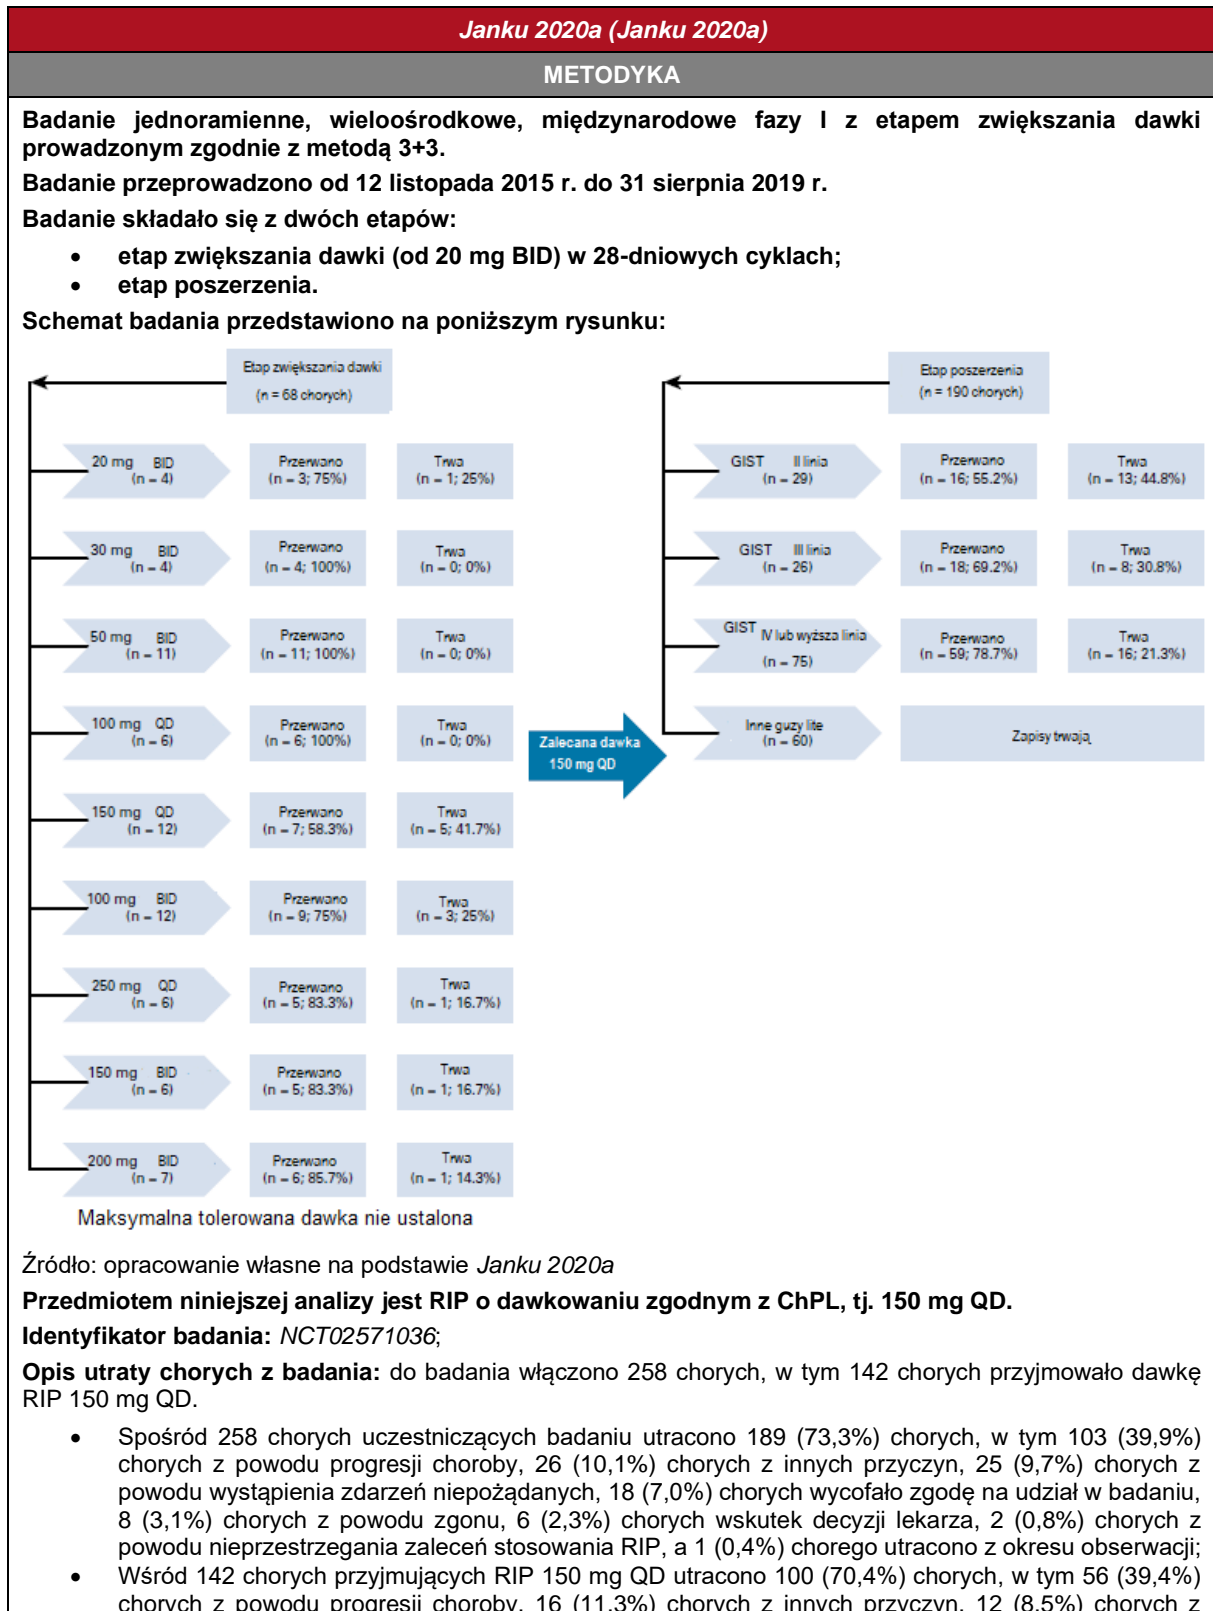 Janku 2020a (Janku 2020a)
METODYKA
Badanie jednoramienne, wieloośrodkowe, międzynarodowe fazy I z etapem zwiększania dawki
prowadzonym zgodnie z metodą 3+3.
Badanie przeprowadzono od 12 listopada 2015 r. do 31 sierpnia 2019 r.
Badanie składało się z dwóch etapów:
• etap zwiększania dawki (od 20 mg BID) w 28-dniowych cyklach;
• etap poszerzenia.
Schemat badania przedstawiono na poniższym rysunku:
Etap zwiększania dawki
(n = 68 chorych)
20 mg BID
(n = 4)
Przerwano
(n = 3; 75%)
Trwa
(n = 1; 25%)
30 mg BID
(n = 4)
Przerwano
(n = 4; 100%)
Trwa
(n = 0; 0%)
50 mg BID
(n = 11)
Przerwano
(n = 11; 100%)
Trwa
(n = 0; 0%)
100 mg QD
(n = 6)
Przerwano
(n = 6; 100%)
Trwa
(n = 0; 0%)
150 mg QD
(n = 12)
Przerwano
(n = 7; 58.3%)
Trwa
(n = 5; 41.7%)
100 mg BID
(n = 12)
Przerwano
(n = 9; 75%)
Trwa
(n = 3; 25%)
250 mg QD
(n = 6)
Przerwano
(n = 5; 83.3%)
Trwa
(n = 1; 16.7%)
150 mg BID
(n = 6)
Przerwano
(n = 5; 83.3%)
Trwa
(n = 1; 16.7%)
200 mg BID
(n = 7)
Przerwano
(n = 6; 85.7%)
Trwa
(n = 1; 14.3%)
Maksymalna tolerowana dawka nie ustalona
Zalecana dawka
150 mg QD
Etap poszerzenia
(n = 190 chorych)
GIST II linia
(n = 29)
Przerwano
(n = 16; 55.2%)
Trwa
(n = 13; 44.8%)
GIST III linia
(n = 26)
Przerwano
(n = 18; 69.2%)
Trwa
(n = 8; 30.8%)
GIST IV lub wyższa linia
(n = 75)
Przerwano
(n = 59; 78.7%)
Trwa
(n = 16; 21.3%)
Inne guzy lite
(n = 60)
Zapisy trwają
Źródło: opracowanie własne na podstawie Janku 2020a
Przedmiotem niniejszej analizy jest RIP o dawkowaniu zgodnym z ChPL, tj. 150 mg QD.
Identyfikator badania: NCT02571036;
Opis utraty chorych z badania: do badania włączono 258 chorych, w tym 142 chorych przyjmowało dawkę
RIP 150 mg QD.
• Spośród 258 chorych uczestniczących badaniu utracono 189 (73,3%) chorych, w tym 103 (39,9%)
chorych z powodu progresji choroby, 26 (10,1%) chorych z innych przyczyn, 25 (9,7%) chorych z
powodu wystąpienia zdarzeń niepożądanych, 18 (7,0%) chorych wycofało zgodę na udział w badaniu,
8 (3,1%) chorych z powodu zgonu, 6 (2,3%) chorych wskutek decyzji lekarza, 2 (0,8%) chorych z
powodu nieprzestrzegania zaleceń stosowania RIP, a 1 (0,4%) chorego utracono z okresu obserwacji;
• Wśród 142 chorych przyjmujących RIP 150 mg QD utracono 100 (70,4%) chorych, w tym 56 (39,4%)
chorych z powodu progresji choroby, 16 (11,3%) chorych z innych przyczyn, 12 (8,5%) chorych z